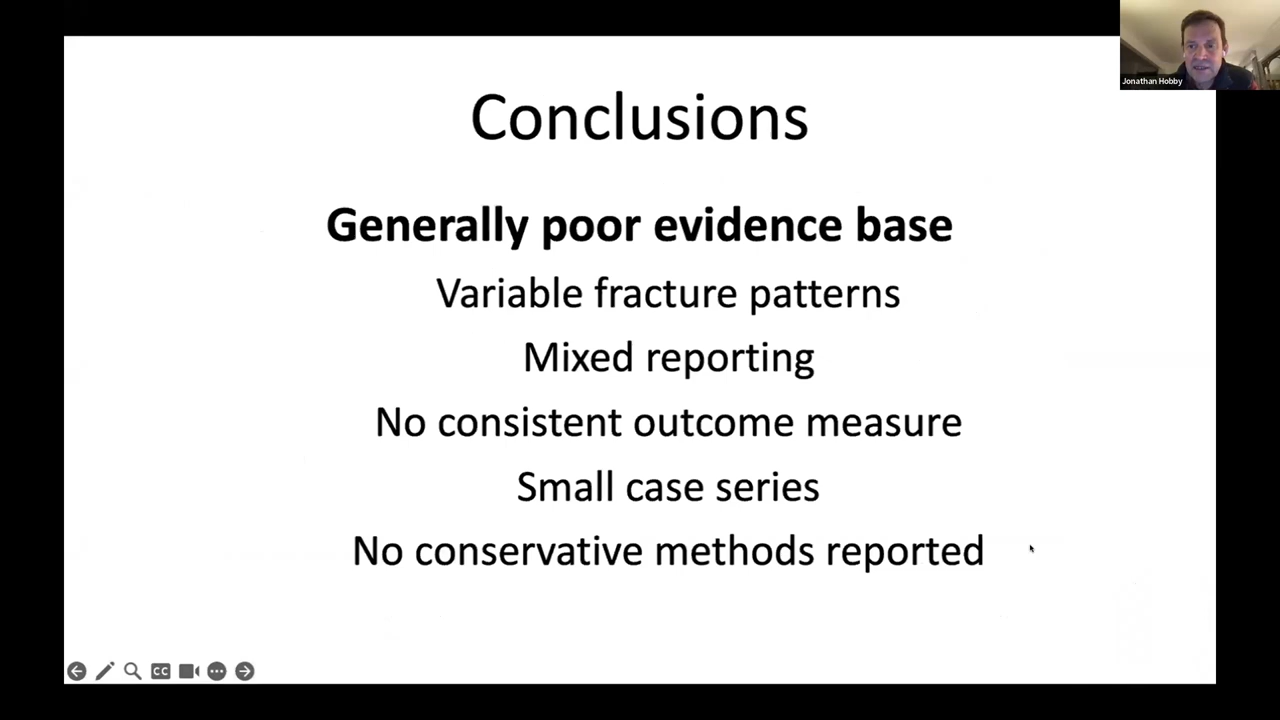 Jonathan Hobby
Conclusions
Generally poor evidence base
Variable fracture patterns
Mixed reporting
No consistent outcome measure
Small case series
No conservative methods reported
CC